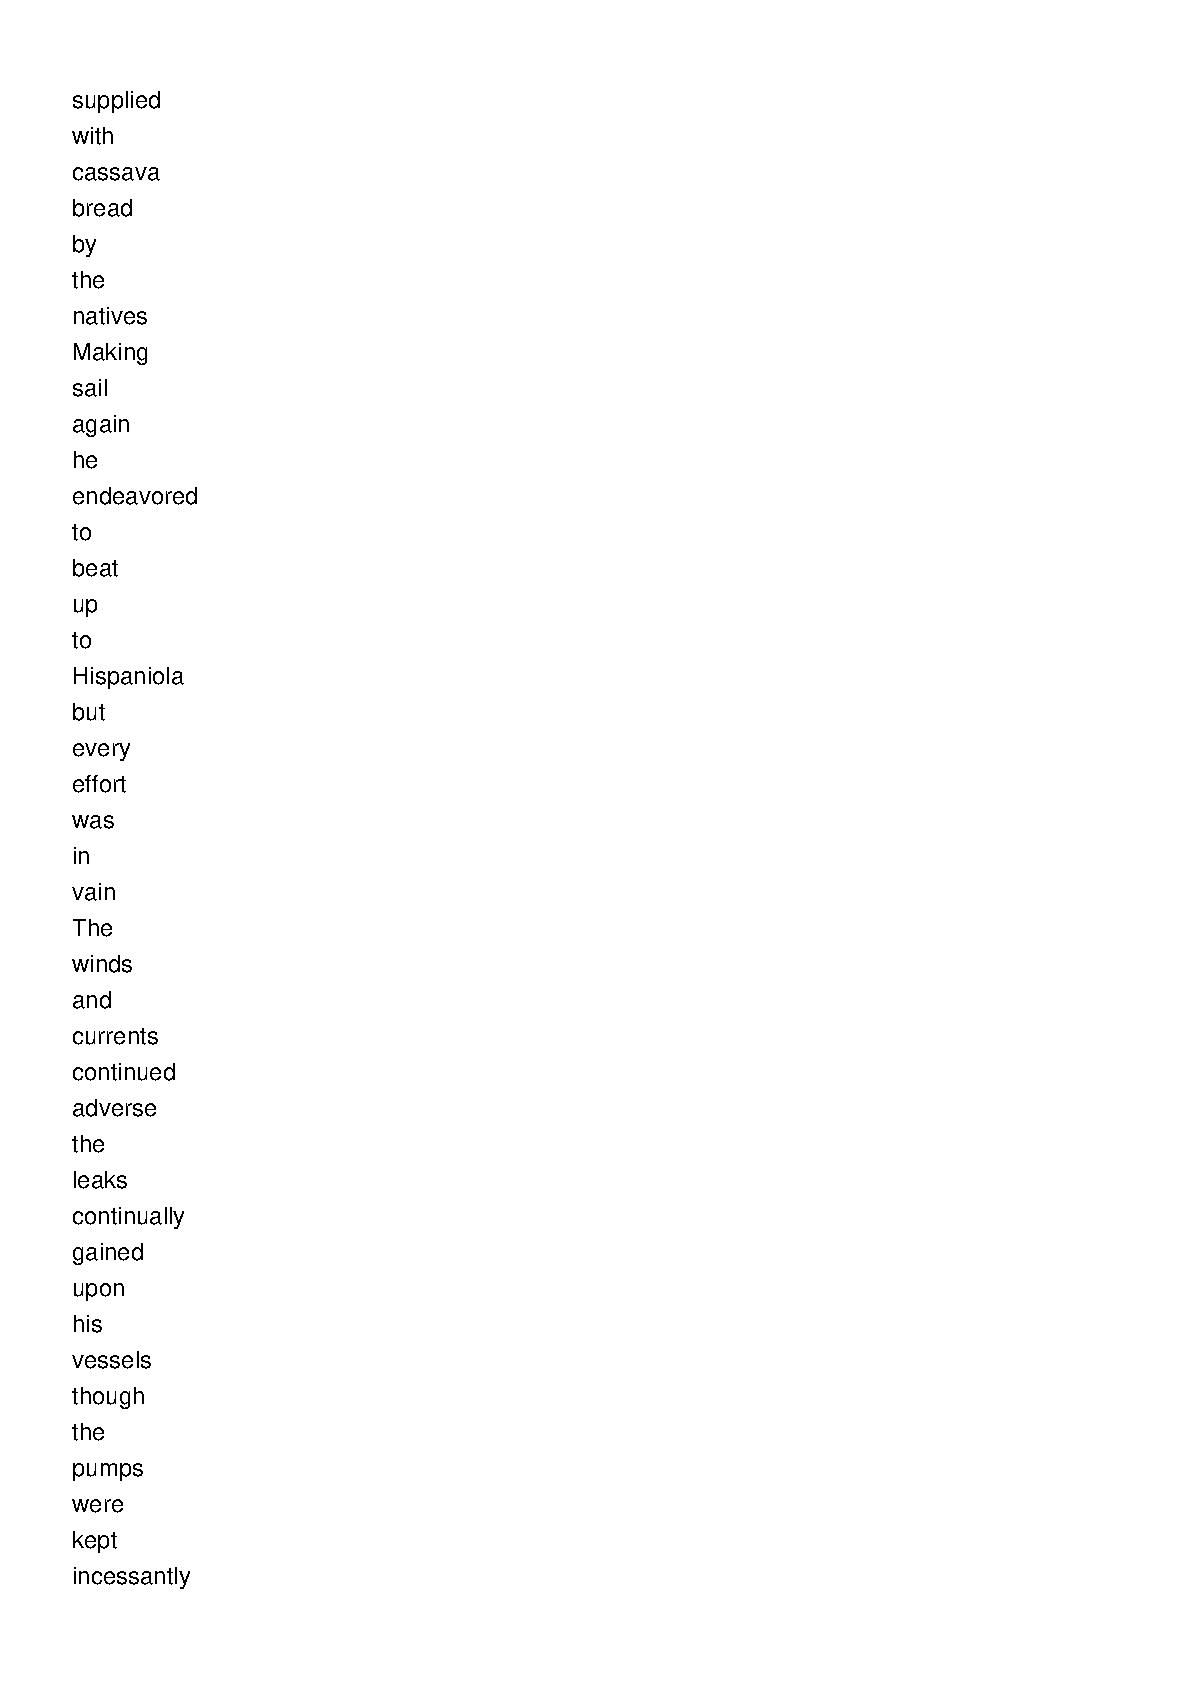 supplied
with
cassava
bread
by
the
natives
Making
sail
again
he
endeavored
to
beat
up
to
Hispaniola
but
every
effort
was
in
vain
The
winds
and
currents
continued
adverse
the
leaks
continually
gained
upon
his
vessels
though
the
pumps
were
kept
incessantly